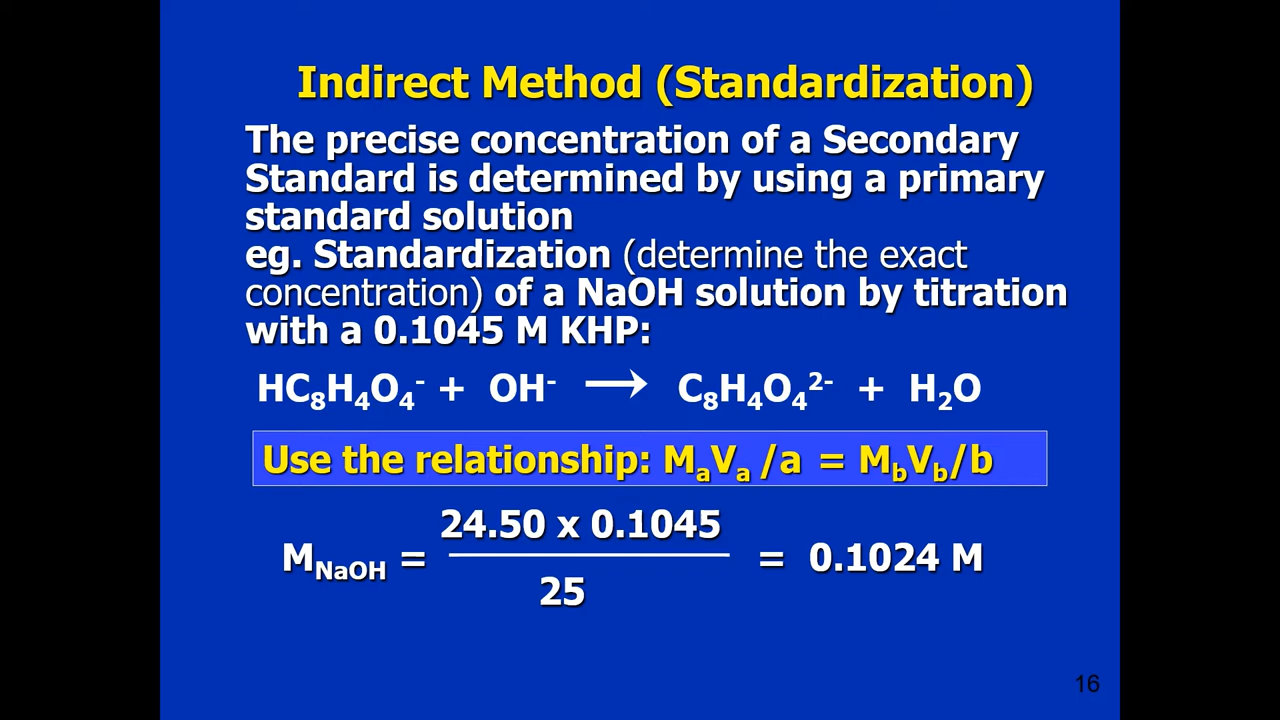 Indirect Method (Standardization)
The precise concentration of a Secondary
Standard is determined by using a primary
standard solution
eg. Standardization (determine the exact
concentration) of a NaOH solution by titration
with a 0.1045 M KHP:
HC₈H₄O₄⁻ + OH⁻ → C₈H₄O₄²⁻ + H₂O
Use the relationship: MₐVₐ /a = M_bV_b/b
24.50 x 0.1045
M_NaOH = = 0.1024 M
25
16